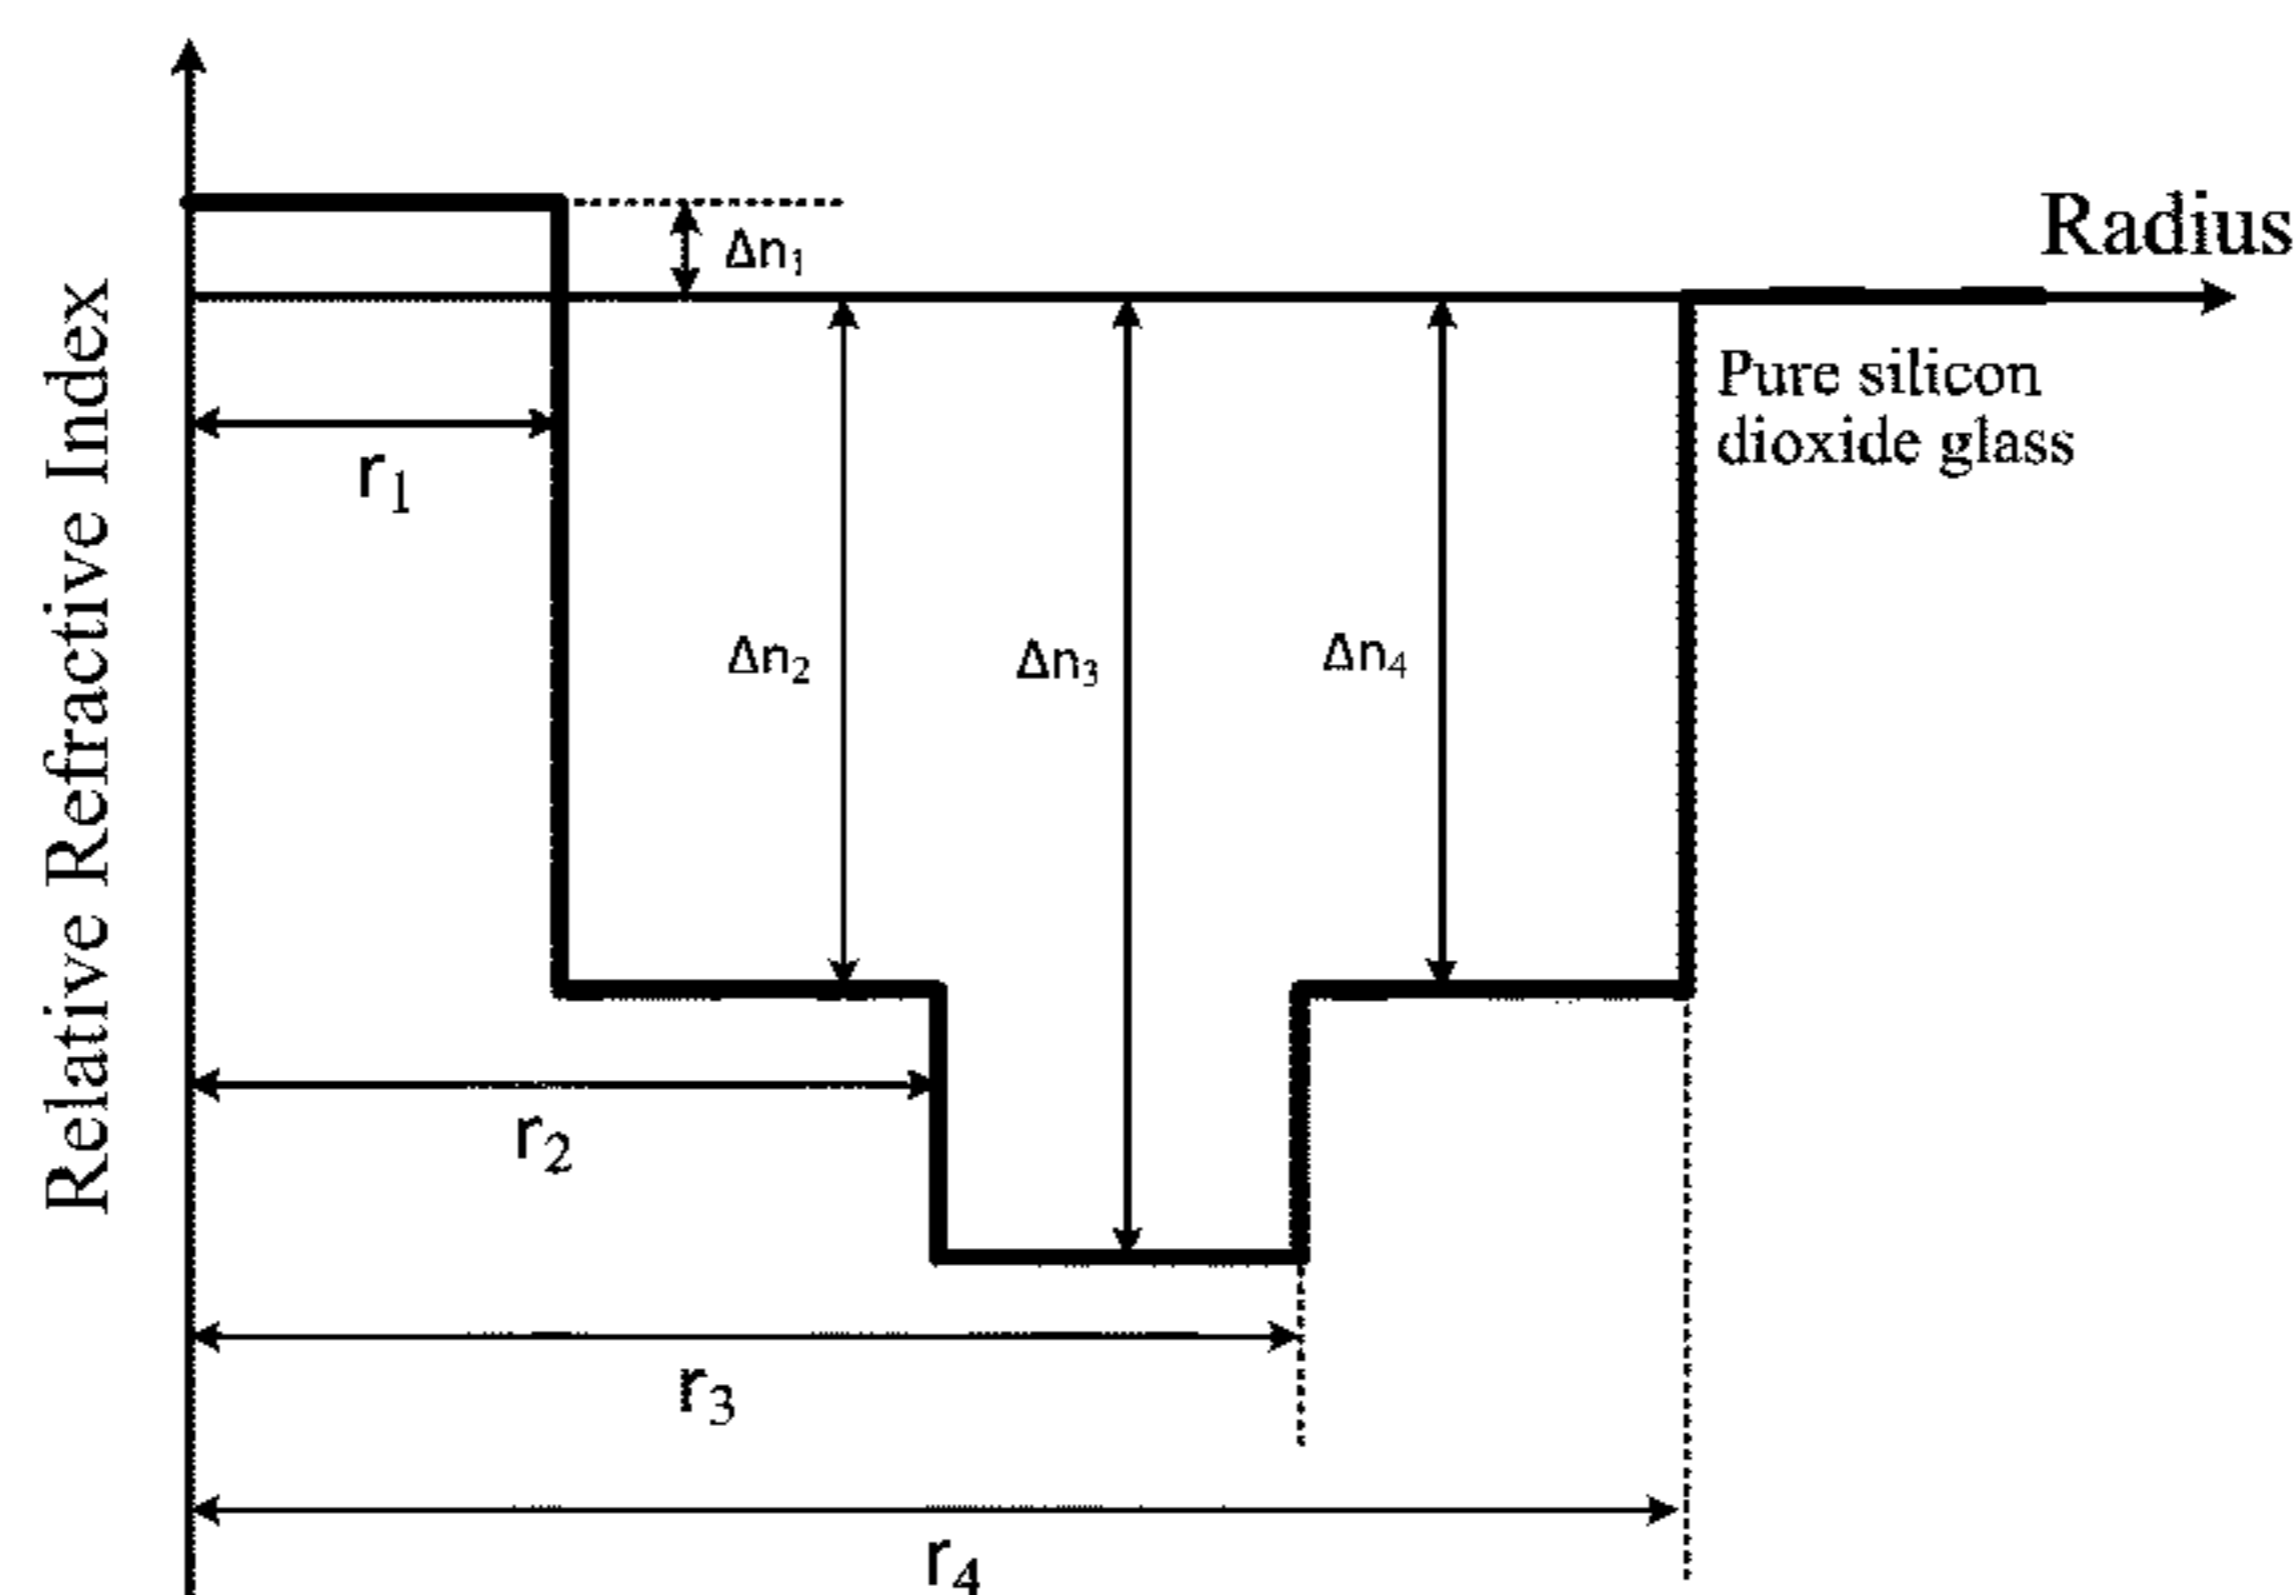 Relative Refractive Index
Radius
Δn₁
Pure silicon
dioxide glass
r₁
Δn₂
Δn₃
Δn₄
r₂
r₃
r₄